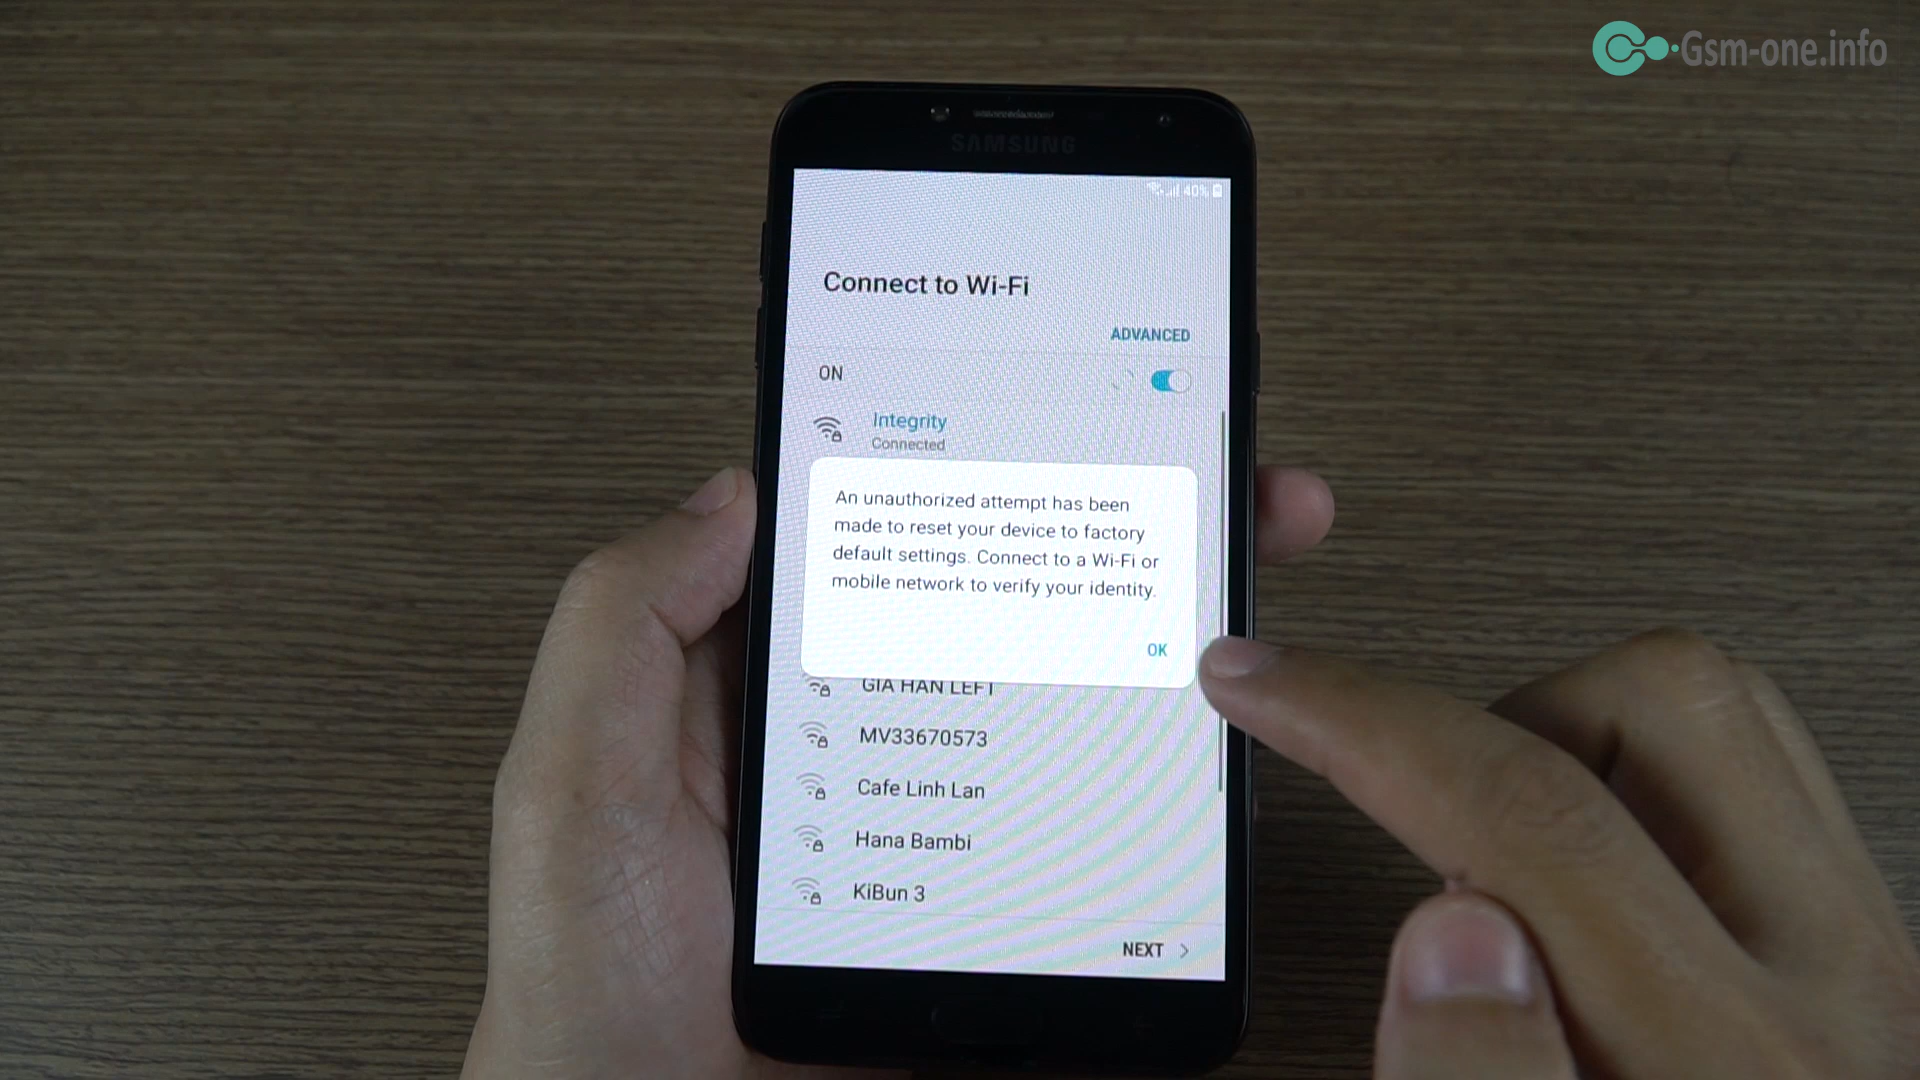 Gsm-one.info
SAMSUNG
40%
Connect to Wi-Fi
ADVANCED
ON
Integrity
Connected
An unauthorized attempt has been
made to reset your device to factory
default settings. Connect to a Wi-Fi or
mobile network to verify your identity.
OK
GIA HAN LEFT
MV33670573
Cafe Linh Lan
Hana Bambi
KiBun 3
NEXT